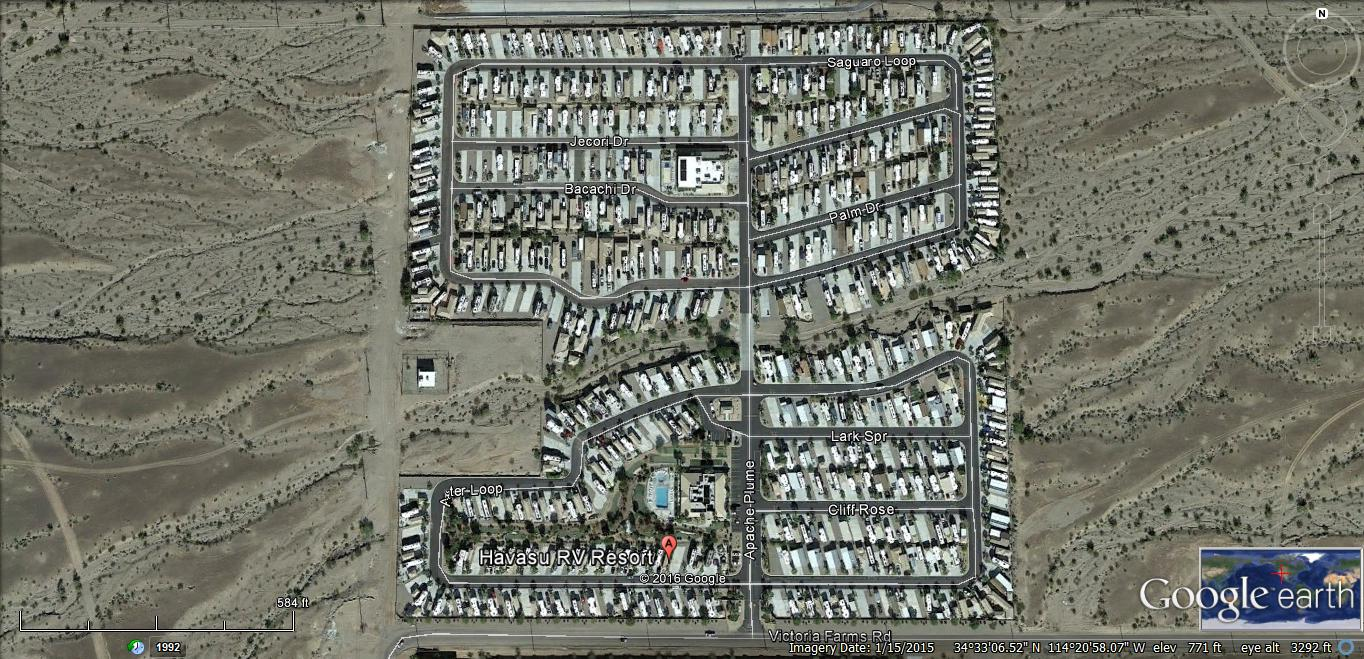 N
Saguaro Loop
Jecori Dr
Bacachi Dr
Palm Dr
Lark Spr
Aster Loop
Cliff Rose
Apache-Plume
A
Havasu RV Resort
© 2016 Google
584 ft
Google earth
Victoria Farms Rd
1992
Imagery Date: 1/15/2015 34°33'06.52" N 114°20'58.07" W elev 771 ft eye alt 3292 ft